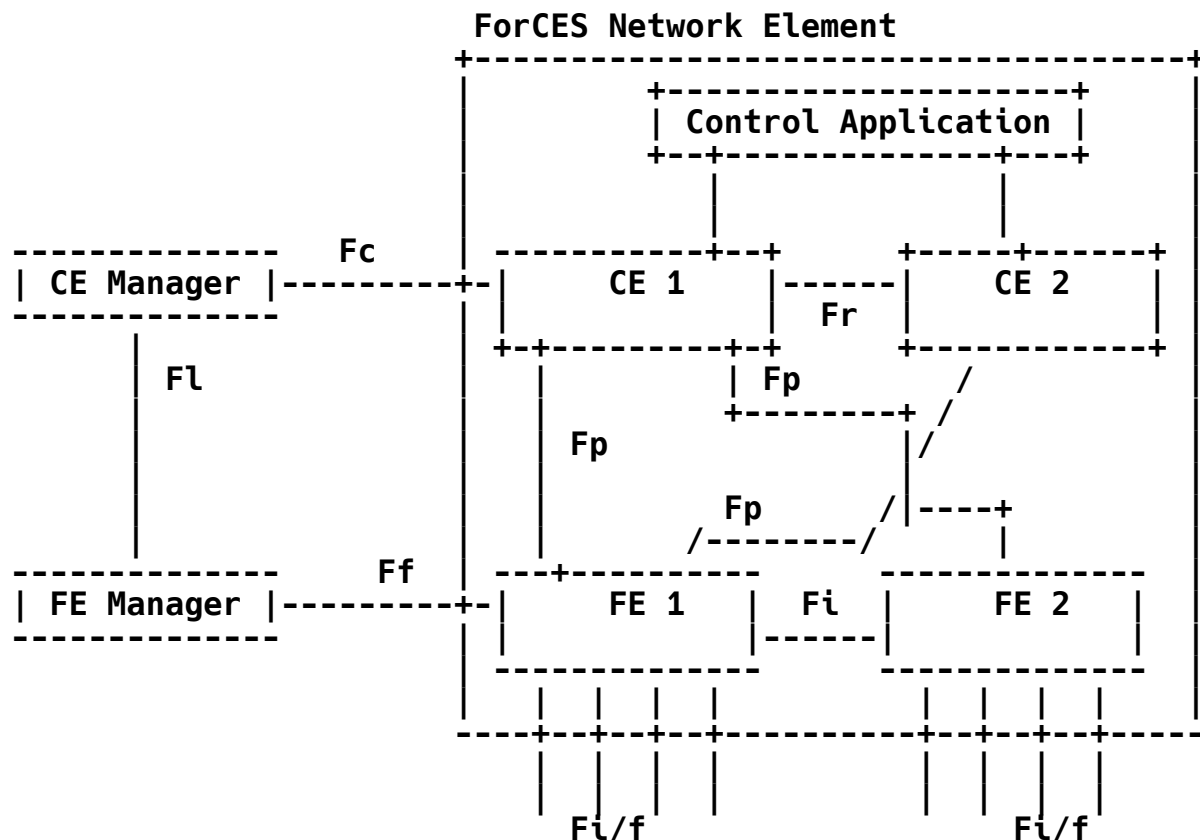 ForCES Network Element
Control Application
Fc
CE Manager
CE 1
CE 2
Fr
Fl
Fp
Fp
Fp
Ff
FE Manager
FE 1
Fi
FE 2
Fi/f
Fi/f